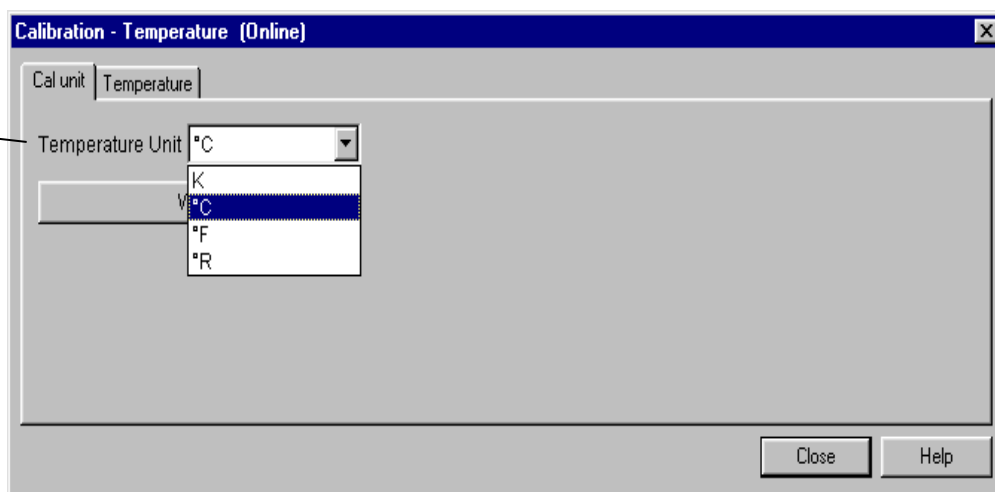 Calibration - Temperature (Online)
Cal unit Temperature
Temperature Unit °C
K
°C
°F
°R
Close Help